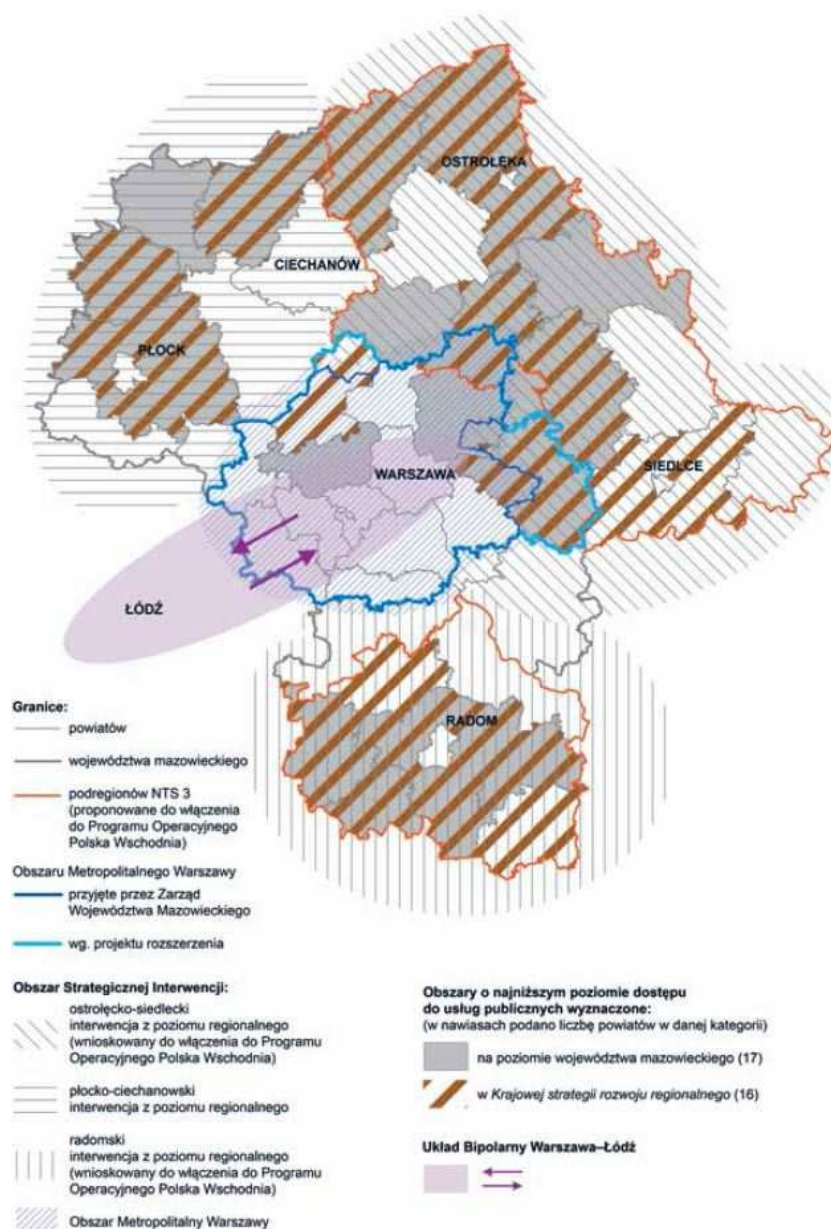 OSTROŁĘKA
CIECHANÓW
PŁOCK
SIEDLCE
WARSZAWA
ŁÓDŹ
RADOM
Granice:
powiatów
województwa mazowieckiego
podregionów NTS 3
(proponowane do włączenia
do Programu Operacyjnego
Polska Wschodnia)
Obszaru Metropolitalnego Warszawy
przyjęte przez Zarząd
Województwa Mazowieckiego
wg. projektu rozszerzenia
Obszar Strategicznej Interwencji:
ostrołęcko-siedlecki
interwencja z poziomu regionalnego
(wnioskowany do włączenia do Programu
Operacyjnego Polska Wschodnia)
płocko-ciechanowski
interwencja z poziomu regionalnego
radomski
interwencja z poziomu regionalnego
(wnioskowany do włączenia do Programu
Operacyjnego Polska Wschodnia)
Obszar Metropolitalny Warszawy
Obszary o najniższym poziomie dostępu
do usług publicznych wyznaczone:
(w nawiasach podano liczbę powiatów w danej kategorii)
na poziomie województwa mazowieckiego (17)
w Krajowej strategii rozwoju regionalnego (16)
Układ Bipolarny Warszawa–Łódź